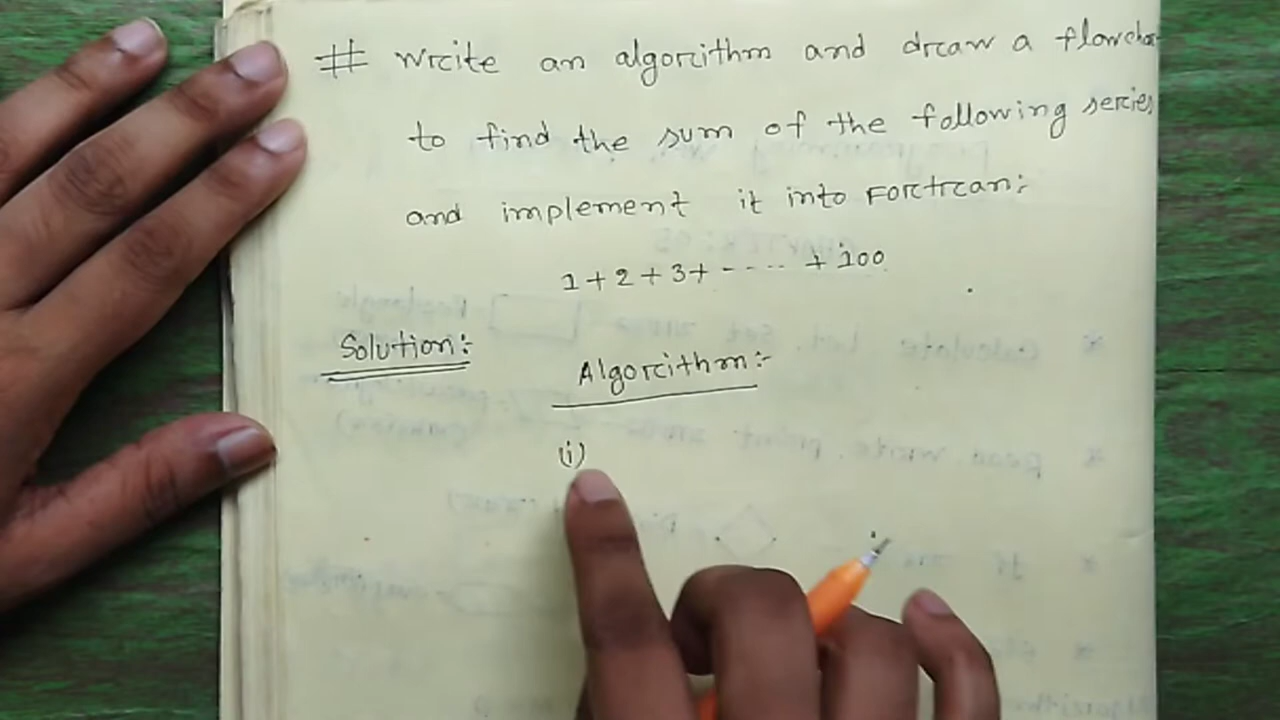 # Write an algorithm and draw a flowchar
to find the sum of the following series
and implement it into Fortran:
1 + 2 + 3 + - - - - - + 100
Solution:
Algorithm:-
(i)